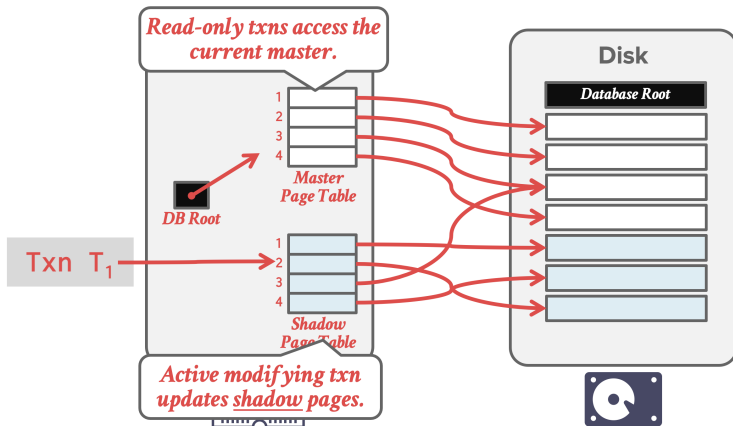 Read-only txns access the
current master.
Disk
Database Root
1
2
3
4
Master
Page Table
DB Root
Txn T₁
1
2
3
4
Shadow
Page Table
Active modifying txn
updates shadow pages.